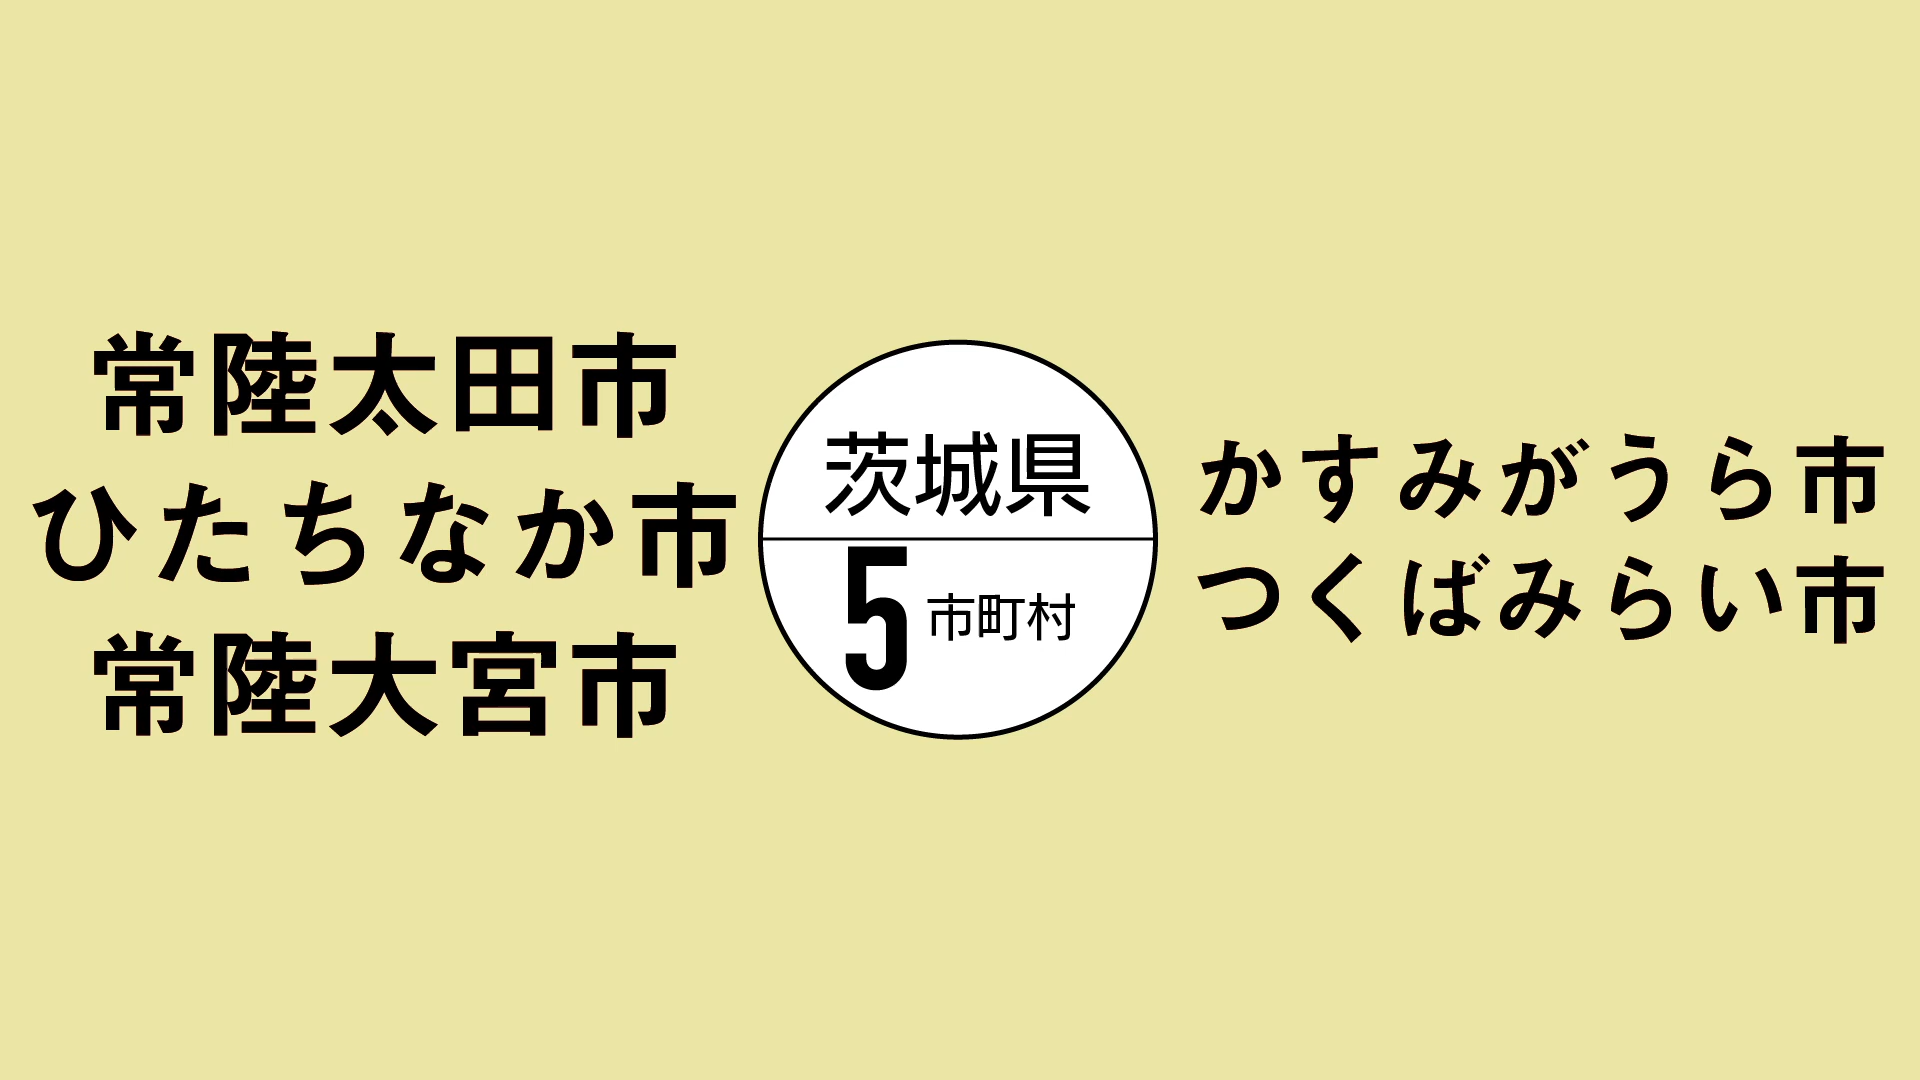 常陸太田市
ひたちなか市
常陸大宮市
茨城県
5市町村
かすみがうら市
つくばみらい市